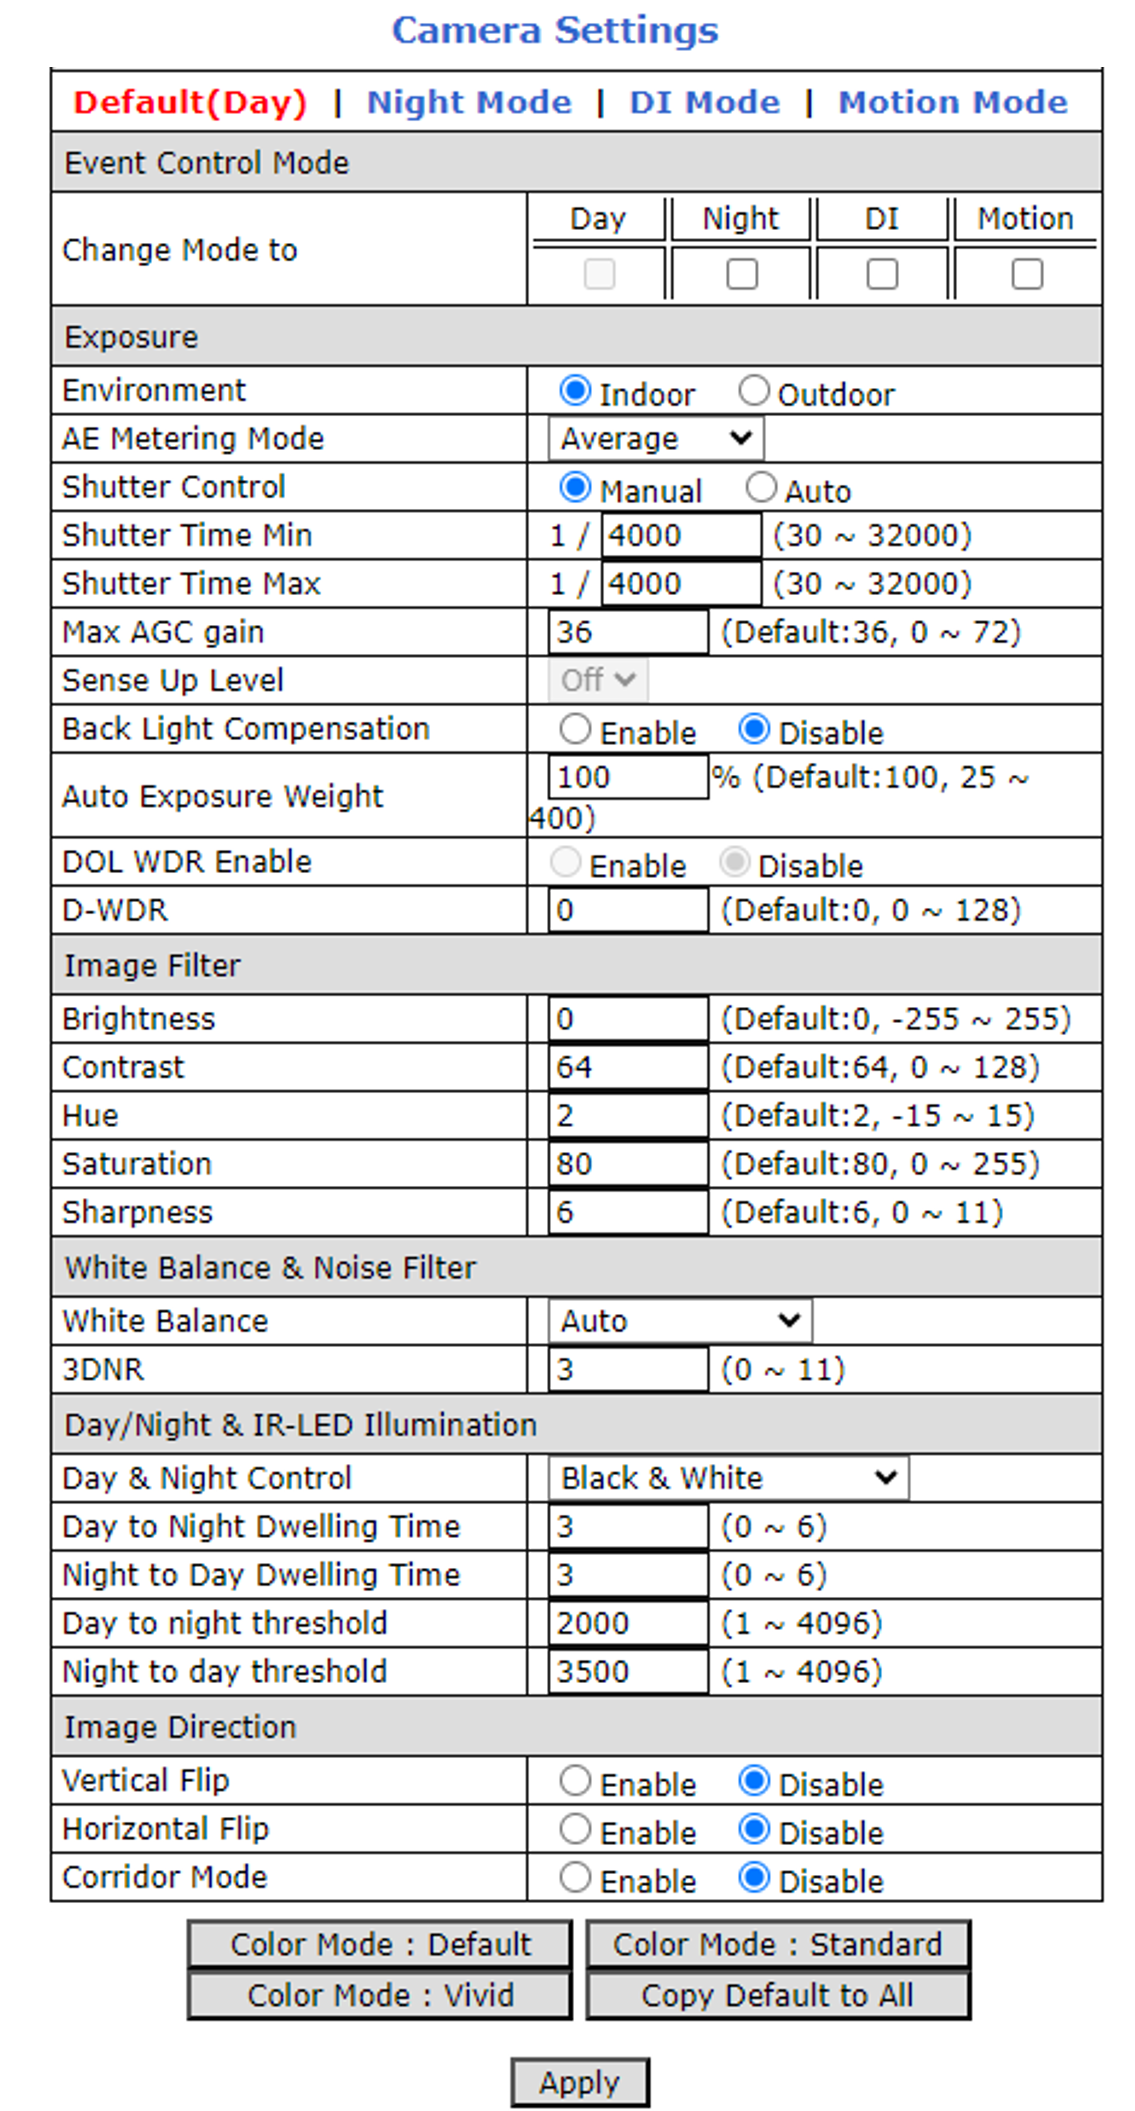 Camera Settings
Default(Day) | Night Mode | DI Mode | Motion Mode
Event Control Mode
Change Mode to
Day Night DI Motion
Exposure
Environment Indoor Outdoor
AE Metering Mode Average
Shutter Control Manual Auto
Shutter Time Min 1 / 4000 (30 ~ 32000)
Shutter Time Max 1 / 4000 (30 ~ 32000)
Max AGC gain 36 (Default:36, 0 ~ 72)
Sense Up Level Off
Back Light Compensation Enable Disable
Auto Exposure Weight 100 % (Default:100, 25 ~
400)
DOL WDR Enable Enable Disable
D-WDR 0 (Default:0, 0 ~ 128)
Image Filter
Brightness 0 (Default:0, -255 ~ 255)
Contrast 64 (Default:64, 0 ~ 128)
Hue 2 (Default:2, -15 ~ 15)
Saturation 80 (Default:80, 0 ~ 255)
Sharpness 6 (Default:6, 0 ~ 11)
White Balance & Noise Filter
White Balance Auto
3DNR 3 (0 ~ 11)
Day/Night & IR-LED Illumination
Day & Night Control Black & White
Day to Night Dwelling Time 3 (0 ~ 6)
Night to Day Dwelling Time 3 (0 ~ 6)
Day to night threshold 2000 (1 ~ 4096)
Night to day threshold 3500 (1 ~ 4096)
Image Direction
Vertical Flip Enable Disable
Horizontal Flip Enable Disable
Corridor Mode Enable Disable
Color Mode : Default Color Mode : Standard
Color Mode : Vivid Copy Default to All
Apply